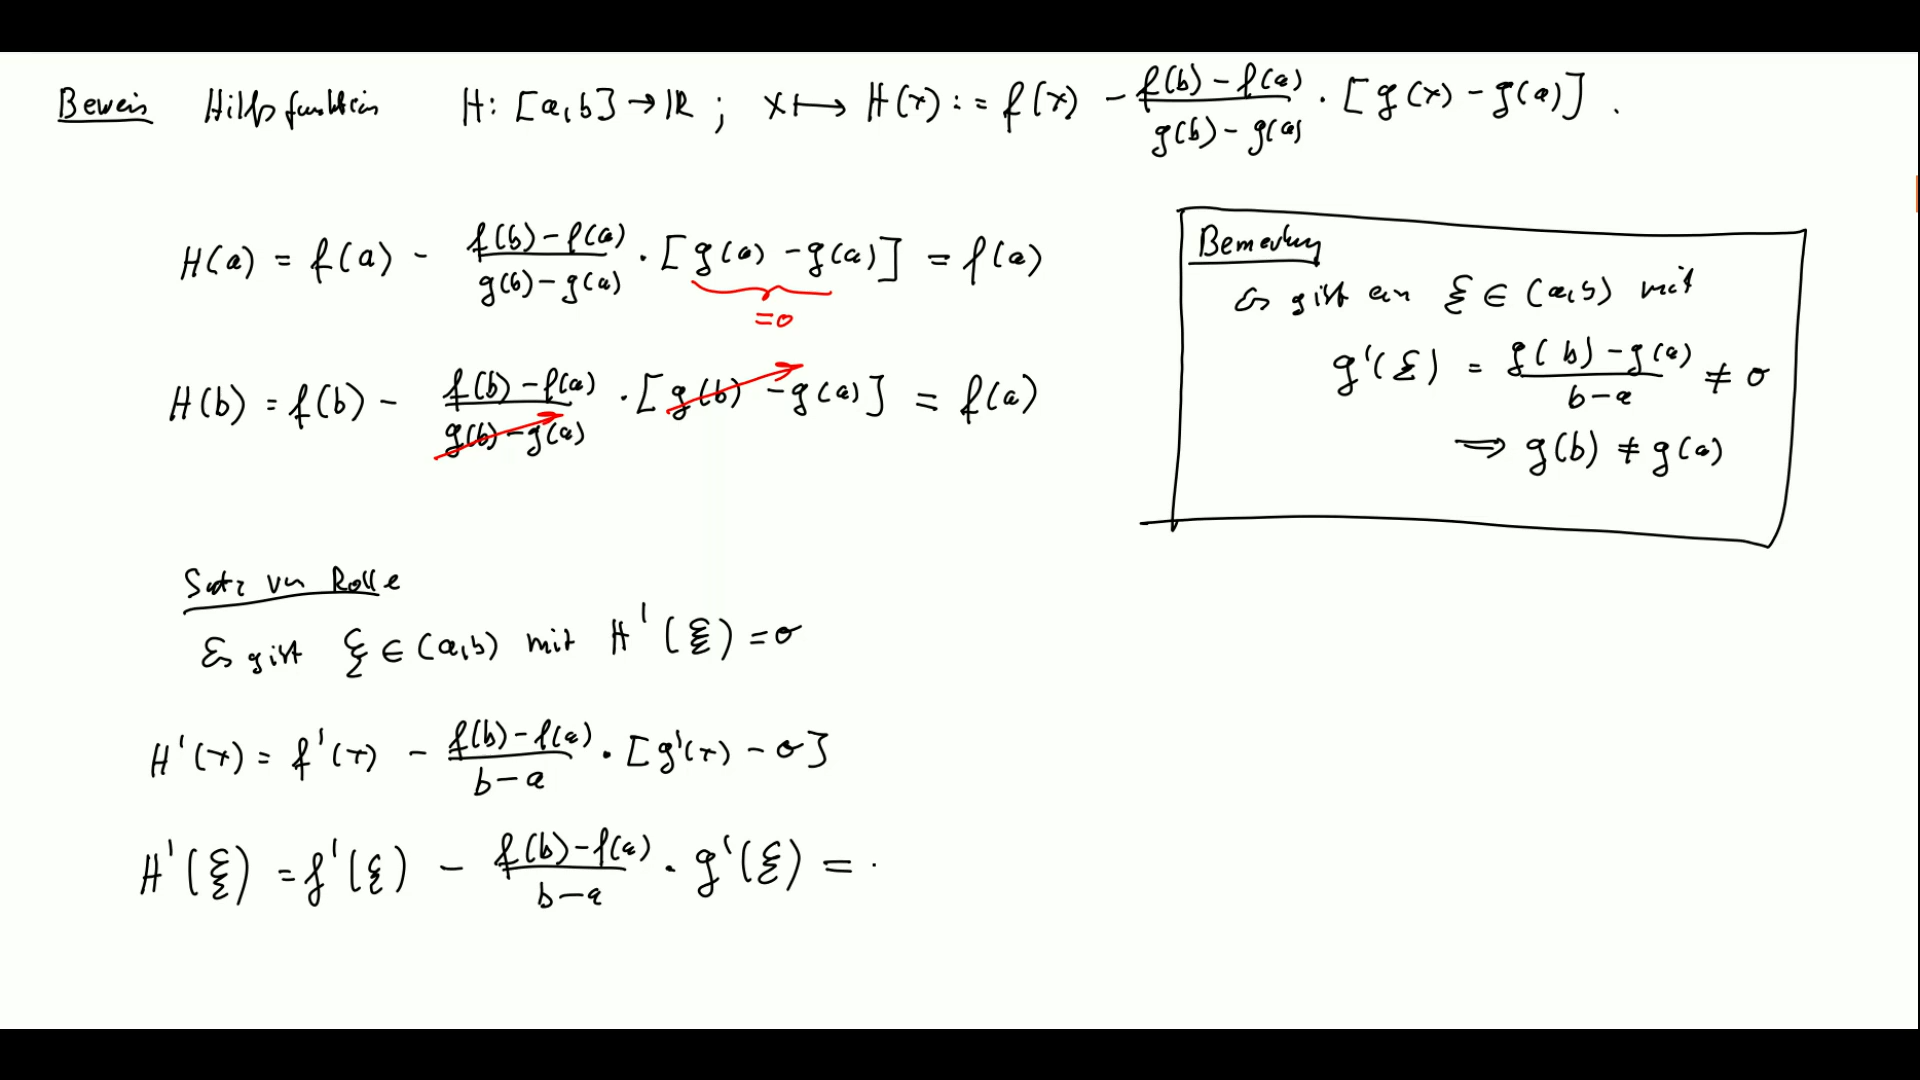 Beweis Hilfsfunktion H: [a,b] → ℝ ; x ↦ H(x) := f(x) - (f(b) - f(a))/(g(b) - g(a)) · [g(x) - g(a)] .
H(a) = f(a) - (f(b) - f(a))/(g(b) - g(a)) · [g(a) - g(a)] = f(a)
= 0
H(b) = f(b) - (f(b) - f(a))/(g(b) - g(a)) · [g(b) - g(a)] = f(a)
Bemerkung
Es gibt ein ξ ∈ (a,b) mit
g'(ξ) = (g(b) - g(a))/(b - a) ≠ 0
⟹ g(b) ≠ g(a)
Satz von Rolle
Es gibt ξ ∈ (a,b) mit H'(ξ) = 0
H'(x) = f'(x) - (f(b) - f(a))/(b - a) · [g'(x) - 0]
H'(ξ) = f'(ξ) - (f(b) - f(a))/(b - a) · g'(ξ) = ·